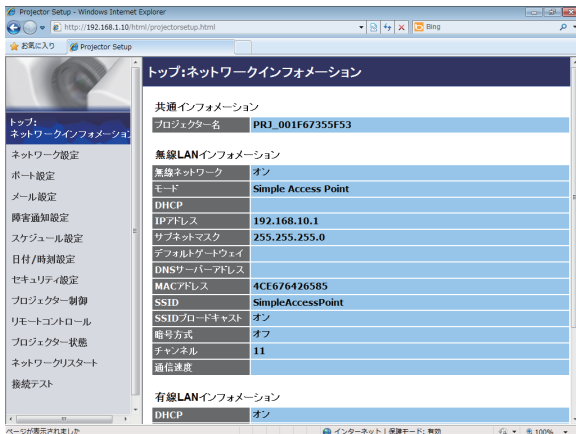 Projector Setup - Windows Internet Explorer
http://192.168.1.10/html/projectorsetup.html
Bing
お気に入り
Projector Setup
トップ:
ネットワークインフォメーション
ネットワーク設定
ポート設定
メール設定
障害通知設定
スケジュール設定
日付/時刻設定
セキュリティ設定
プロジェクター制御
リモートコントロール
プロジェクター状態
ネットワークリスタート
接続テスト
トップ:ネットワークインフォメーション
共通インフォメーション
プロジェクター名 PRJ_001F67355F53
無線LANインフォメーション
無線ネットワーク オン
モード Simple Access Point
DHCP
IPアドレス 192.168.10.1
サブネットマスク 255.255.255.0
デフォルトゲートウェイ
DNSサーバーアドレス
MACアドレス 4CE676426585
SSID SimpleAccessPoint
SSIDブロードキャスト オン
暗号方式 オフ
チャンネル 11
通信速度
有線LANインフォメーション
DHCP オン
ページが表示されました
インターネット | 保護モード: 有効
100%